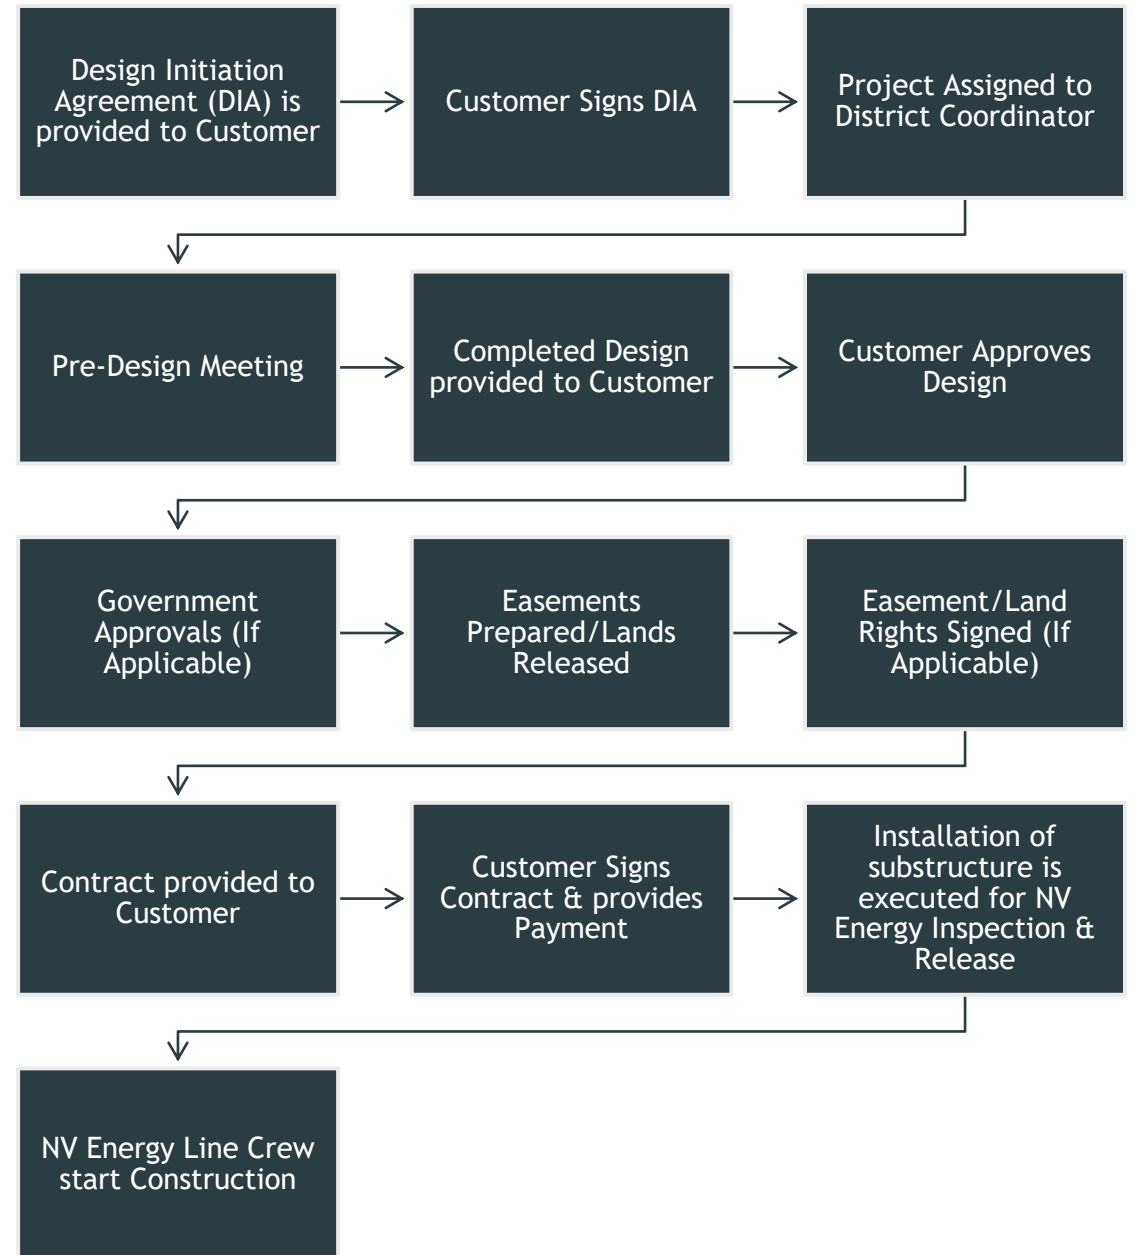 Design Initiation
Agreement (DIA) is
provided to Customer
Customer Signs DIA
Project Assigned to
District Coordinator
Pre-Design Meeting
Completed Design
provided to Customer
Customer Approves
Design
Government
Approvals (If
Applicable)
Easements
Prepared/Lands
Released
Easement/Land
Rights Signed (If
Applicable)
Contract provided to
Customer
Customer Signs
Contract & provides
Payment
Installation of
substructure is
executed for NV
Energy Inspection &
Release
NV Energy Line Crew
start Construction